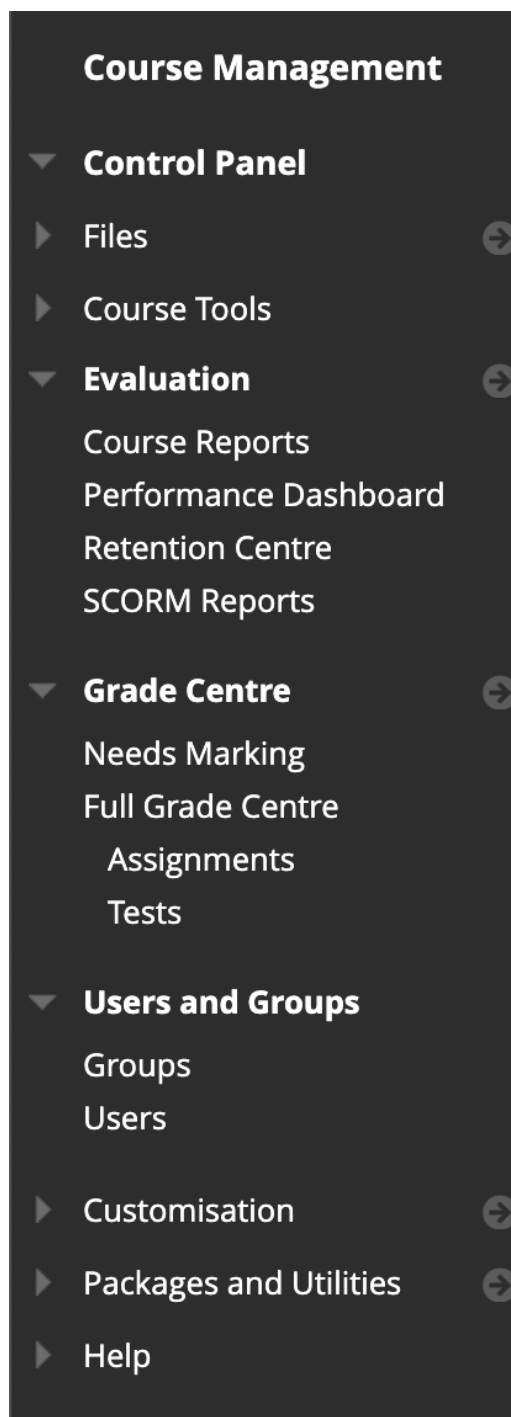 Course Management
Control Panel
Files
Course Tools
Evaluation
Course Reports
Performance Dashboard
Retention Centre
SCORM Reports
Grade Centre
Needs Marking
Full Grade Centre
Assignments
Tests
Users and Groups
Groups
Users
Customisation
Packages and Utilities
Help